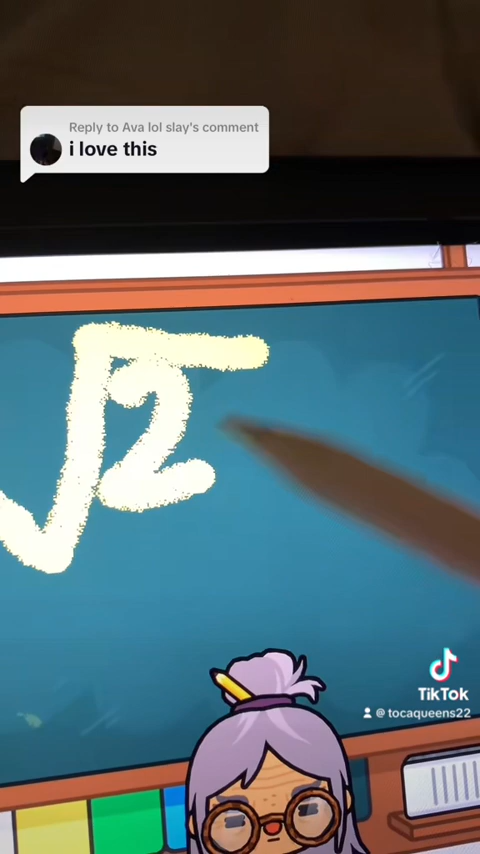 Reply to Ava lol slay's comment
i love this
√2
TikTok
@ tocaqueens22